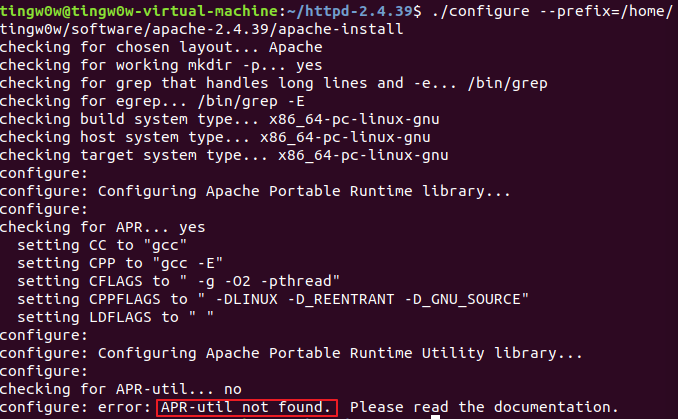 tingw0w@tingw0w-virtual-machine:~/httpd-2.4.39$ ./configure --prefix=/home/
tingw0w/software/apache-2.4.39/apache-install
checking for chosen layout... Apache
checking for working mkdir -p... yes
checking for grep that handles long lines and -e... /bin/grep
checking for egrep... /bin/grep -E
checking build system type... x86_64-pc-linux-gnu
checking host system type... x86_64-pc-linux-gnu
checking target system type... x86_64-pc-linux-gnu
configure:
configure: Configuring Apache Portable Runtime library...
configure:
checking for APR... yes
  setting CC to "gcc"
  setting CPP to "gcc -E"
  setting CFLAGS to " -g -O2 -pthread"
  setting CPPFLAGS to " -DLINUX -D_REENTRANT -D_GNU_SOURCE"
  setting LDFLAGS to " "
configure:
configure: Configuring Apache Portable Runtime Utility library...
configure:
checking for APR-util... no
configure: error: APR-util not found.  Please read the documentation.